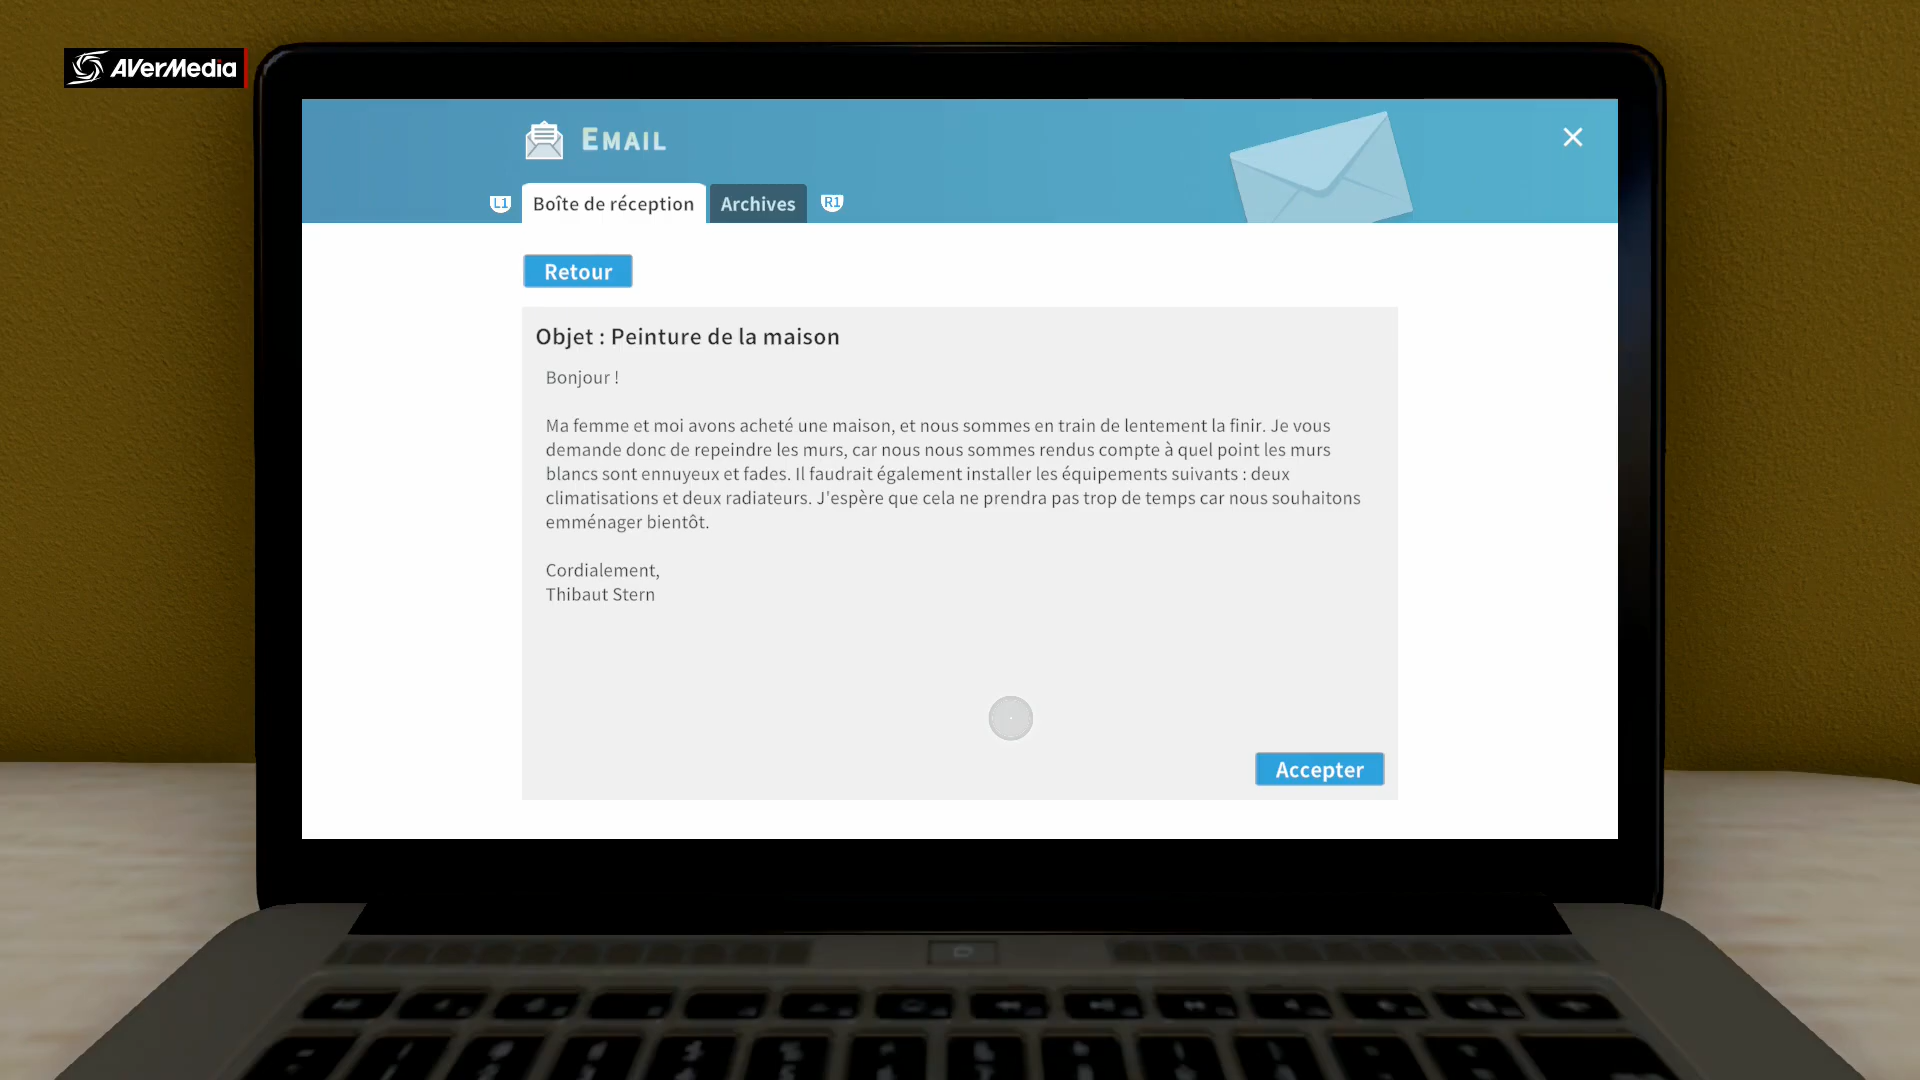 AVerMedia
EMAIL
L1
Boîte de réception
Archives
R1
Retour
Objet : Peinture de la maison
Bonjour !
Ma femme et moi avons acheté une maison, et nous sommes en train de lentement la finir. Je vous
demande donc de repeindre les murs, car nous nous sommes rendus compte à quel point les murs
blancs sont ennuyeux et fades. Il faudrait également installer les équipements suivants : deux
climatisations et deux radiateurs. J'espère que cela ne prendra pas trop de temps car nous souhaitons
emménager bientôt.
Cordialement,
Thibaut Stern
Accepter